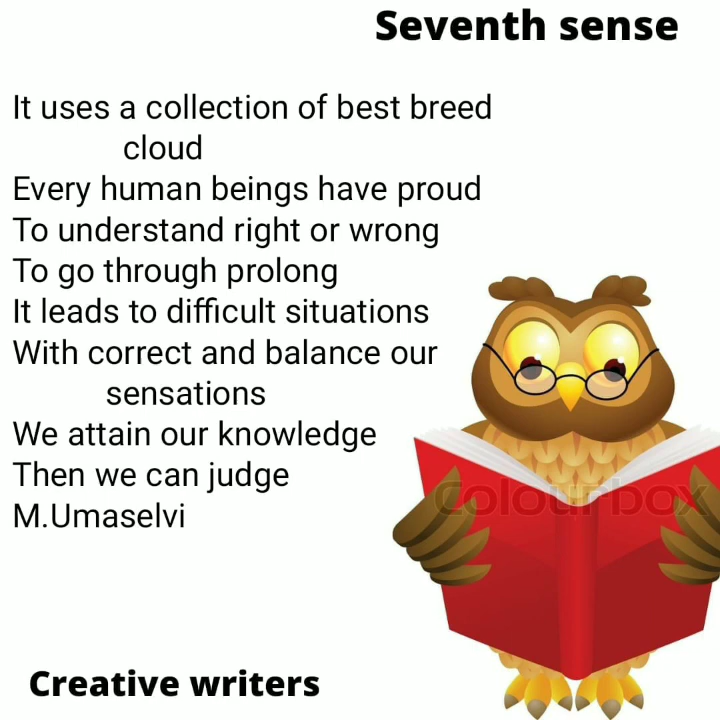 Seventh sense
It uses a collection of best breed
cloud
Every human beings have proud
To understand right or wrong
To go through prolong
It leads to difficult situations
With correct and balance our
sensations
We attain our knowledge
Then we can judge
M.Umaselvi
Colourbox
Creative writers